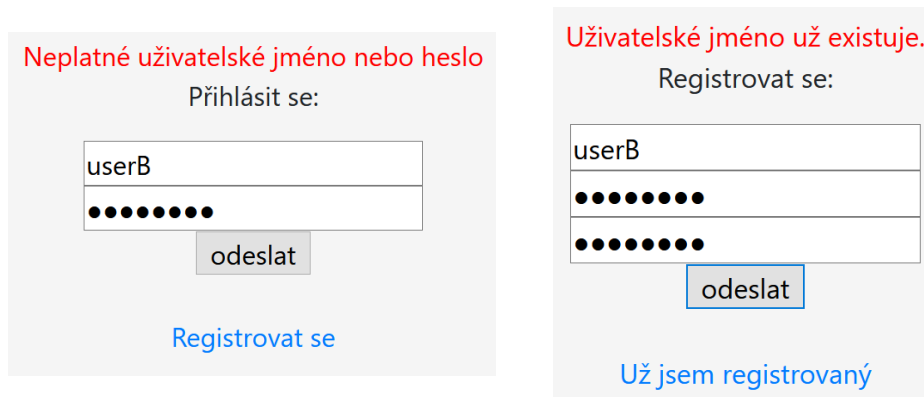 Neplatné uživatelské jméno nebo heslo
Přihlásit se:
userB
●●●●●●●●
odeslat
Registrovat se
Uživatelské jméno už existuje.
Registrovat se:
userB
●●●●●●●●
●●●●●●●●
odeslat
Už jsem registrovaný